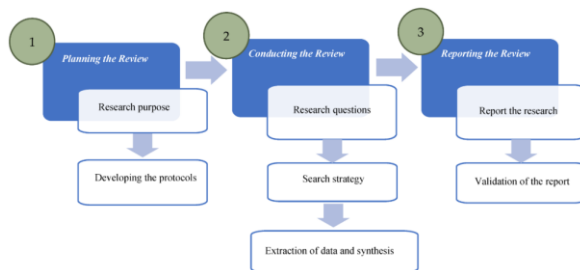 1
Planning the Review
Research purpose
Developing the protocols
2
Conducting the Review
Research questions
Search strategy
Extraction of data and synthesis
3
Reporting the Review
Report the research
Validation of the report